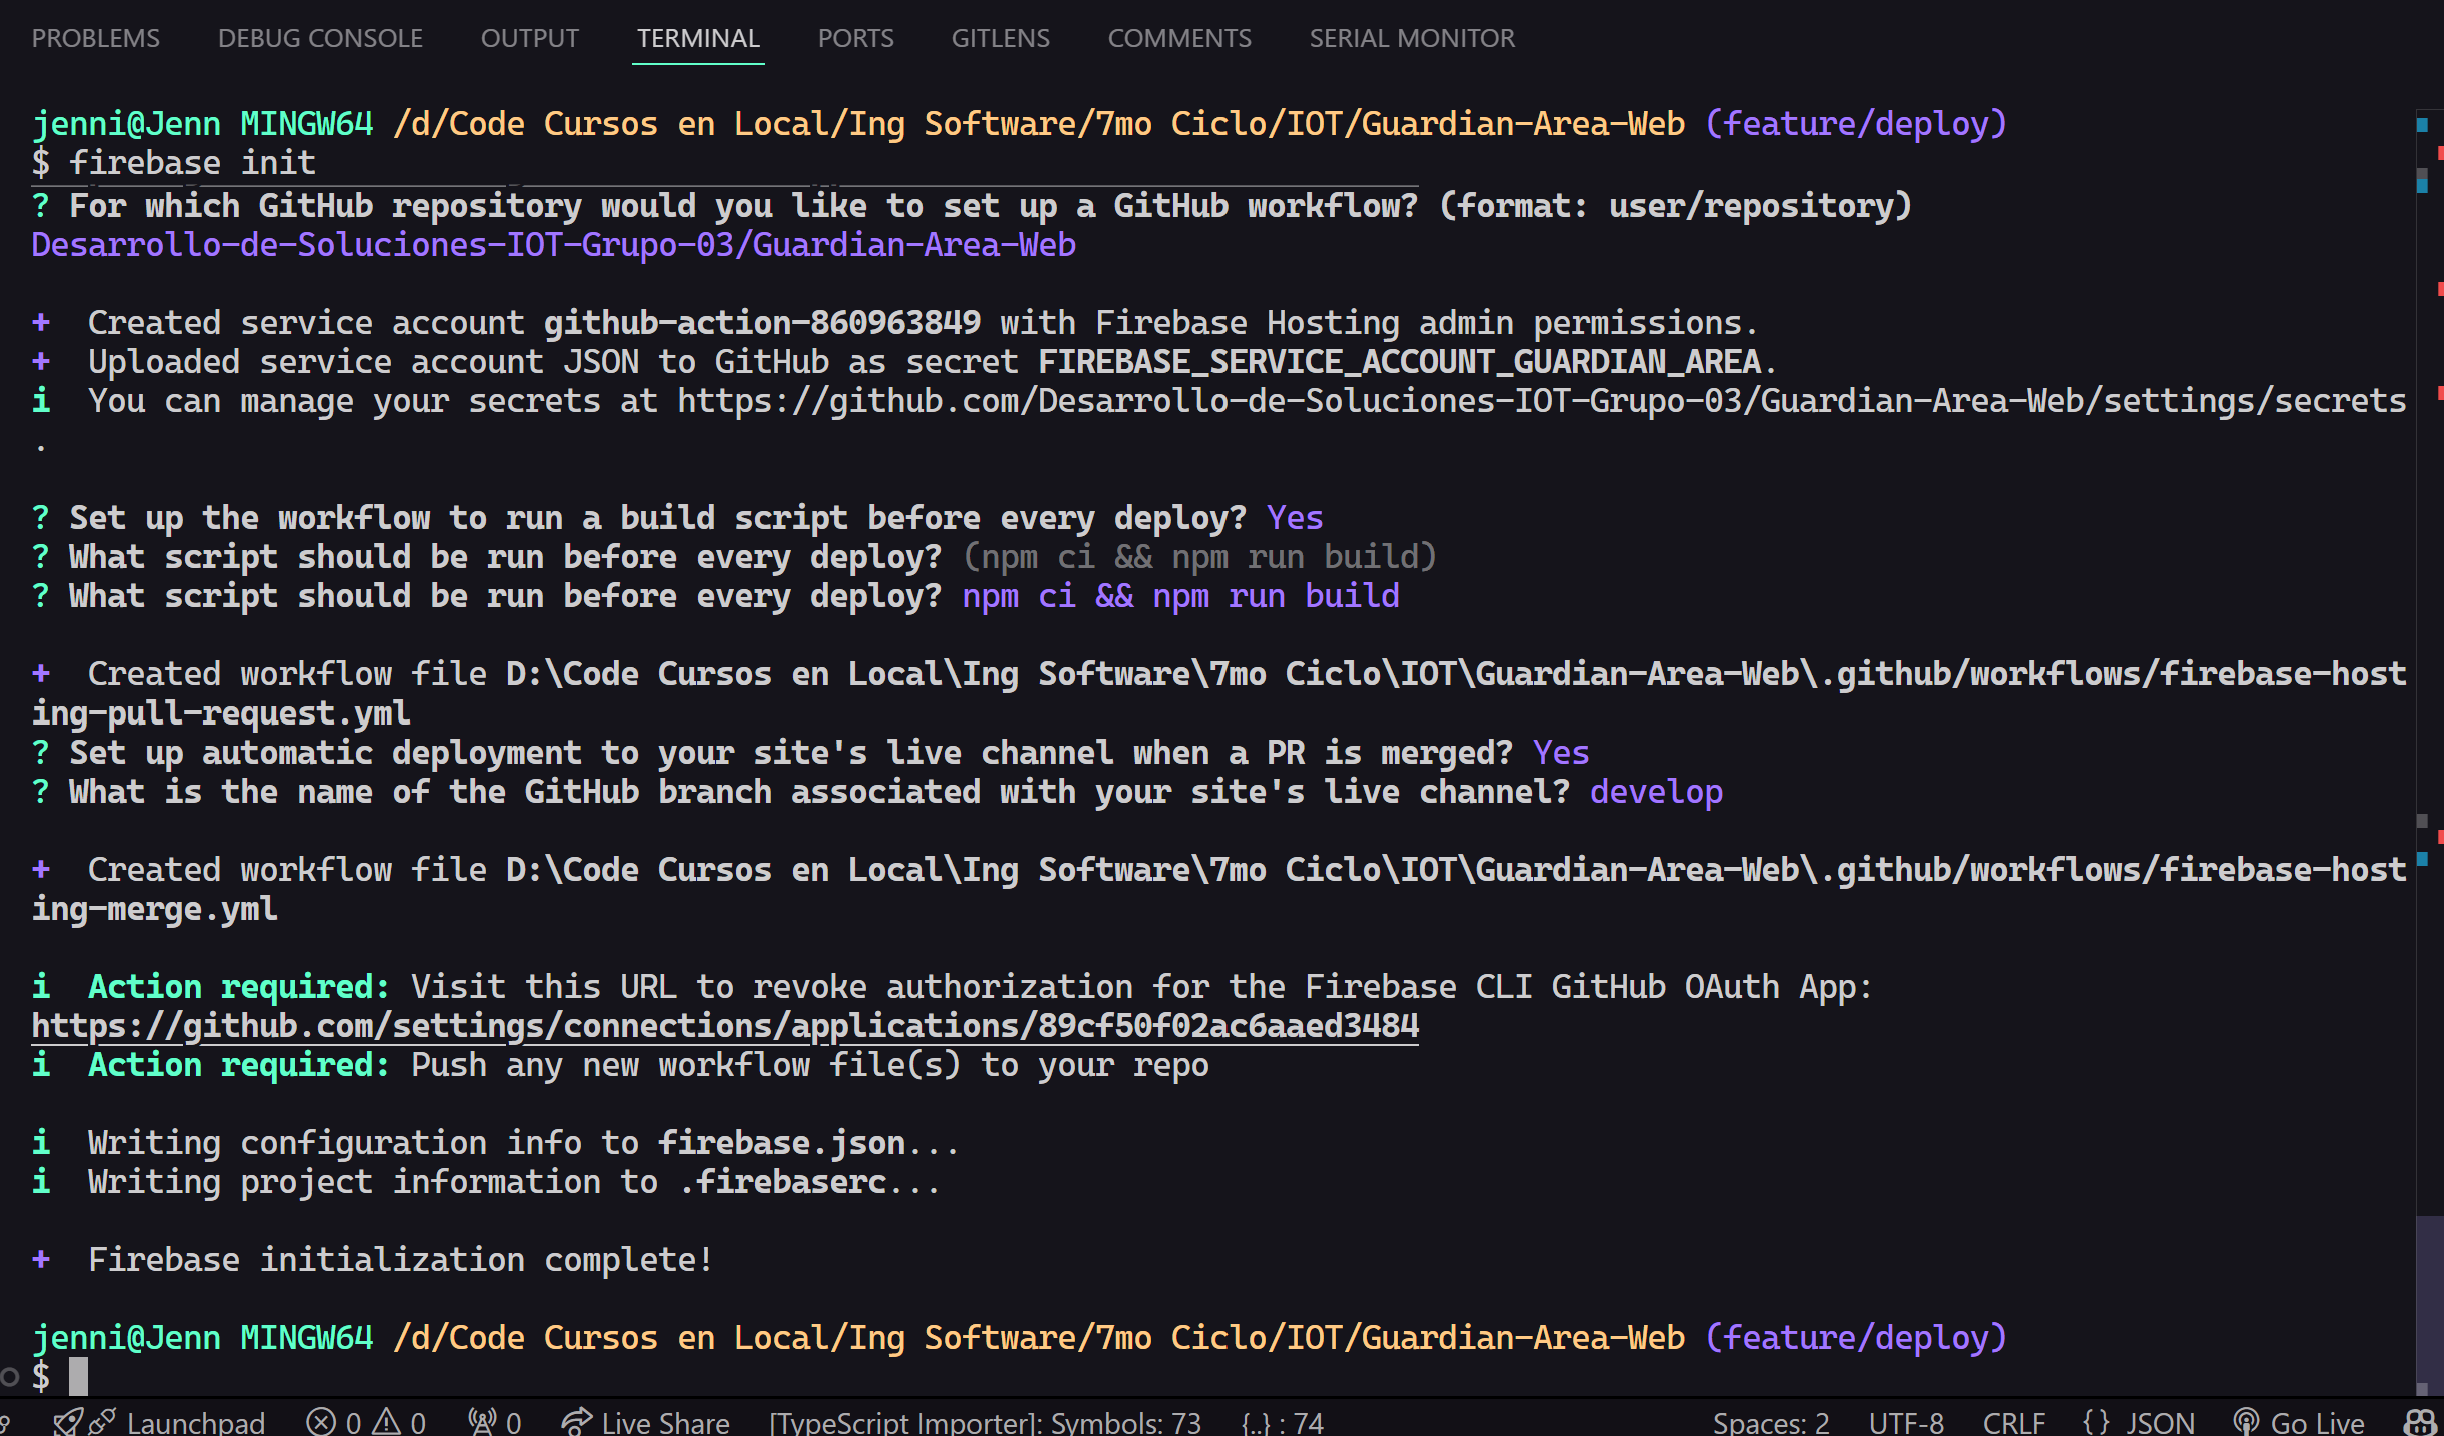 PROBLEMS DEBUG CONSOLE OUTPUT TERMINAL PORTS GITLENS COMMENTS SERIAL MONITOR
jenni@Jenn MINGW64 /d/Code Cursos en Local/Ing Software/7mo Ciclo/IOT/Guardian-Area-Web (feature/deploy)
$ firebase init
? For which GitHub repository would you like to set up a GitHub workflow? (format: user/repository)
Desarrollo-de-Soluciones-IOT-Grupo-03/Guardian-Area-Web
+  Created service account github-action-860963849 with Firebase Hosting admin permissions.
+  Uploaded service account JSON to GitHub as secret FIREBASE_SERVICE_ACCOUNT_GUARDIAN_AREA.
i  You can manage your secrets at https://github.com/Desarrollo-de-Soluciones-IOT-Grupo-03/Guardian-Area-Web/settings/secrets
.
? Set up the workflow to run a build script before every deploy? Yes
? What script should be run before every deploy? (npm ci && npm run build)
? What script should be run before every deploy? npm ci && npm run build
+  Created workflow file D:\Code Cursos en Local\Ing Software\7mo Ciclo\IOT\Guardian-Area-Web\.github/workflows/firebase-host
ing-pull-request.yml
? Set up automatic deployment to your site's live channel when a PR is merged? Yes
? What is the name of the GitHub branch associated with your site's live channel? develop
+  Created workflow file D:\Code Cursos en Local\Ing Software\7mo Ciclo\IOT\Guardian-Area-Web\.github/workflows/firebase-host
ing-merge.yml
i  Action required: Visit this URL to revoke authorization for the Firebase CLI GitHub OAuth App:
https://github.com/settings/connections/applications/89cf50f02ac6aaed3484
i  Action required: Push any new workflow file(s) to your repo
i  Writing configuration info to firebase.json...
i  Writing project information to .firebaserc...
+  Firebase initialization complete!
jenni@Jenn MINGW64 /d/Code Cursos en Local/Ing Software/7mo Ciclo/IOT/Guardian-Area-Web (feature/deploy)
$
Launchpad 0 0 0 Live Share [TypeScript Importer]: Symbols: 73 {..} : 74 Spaces: 2 UTF-8 CRLF {} JSON Go Live